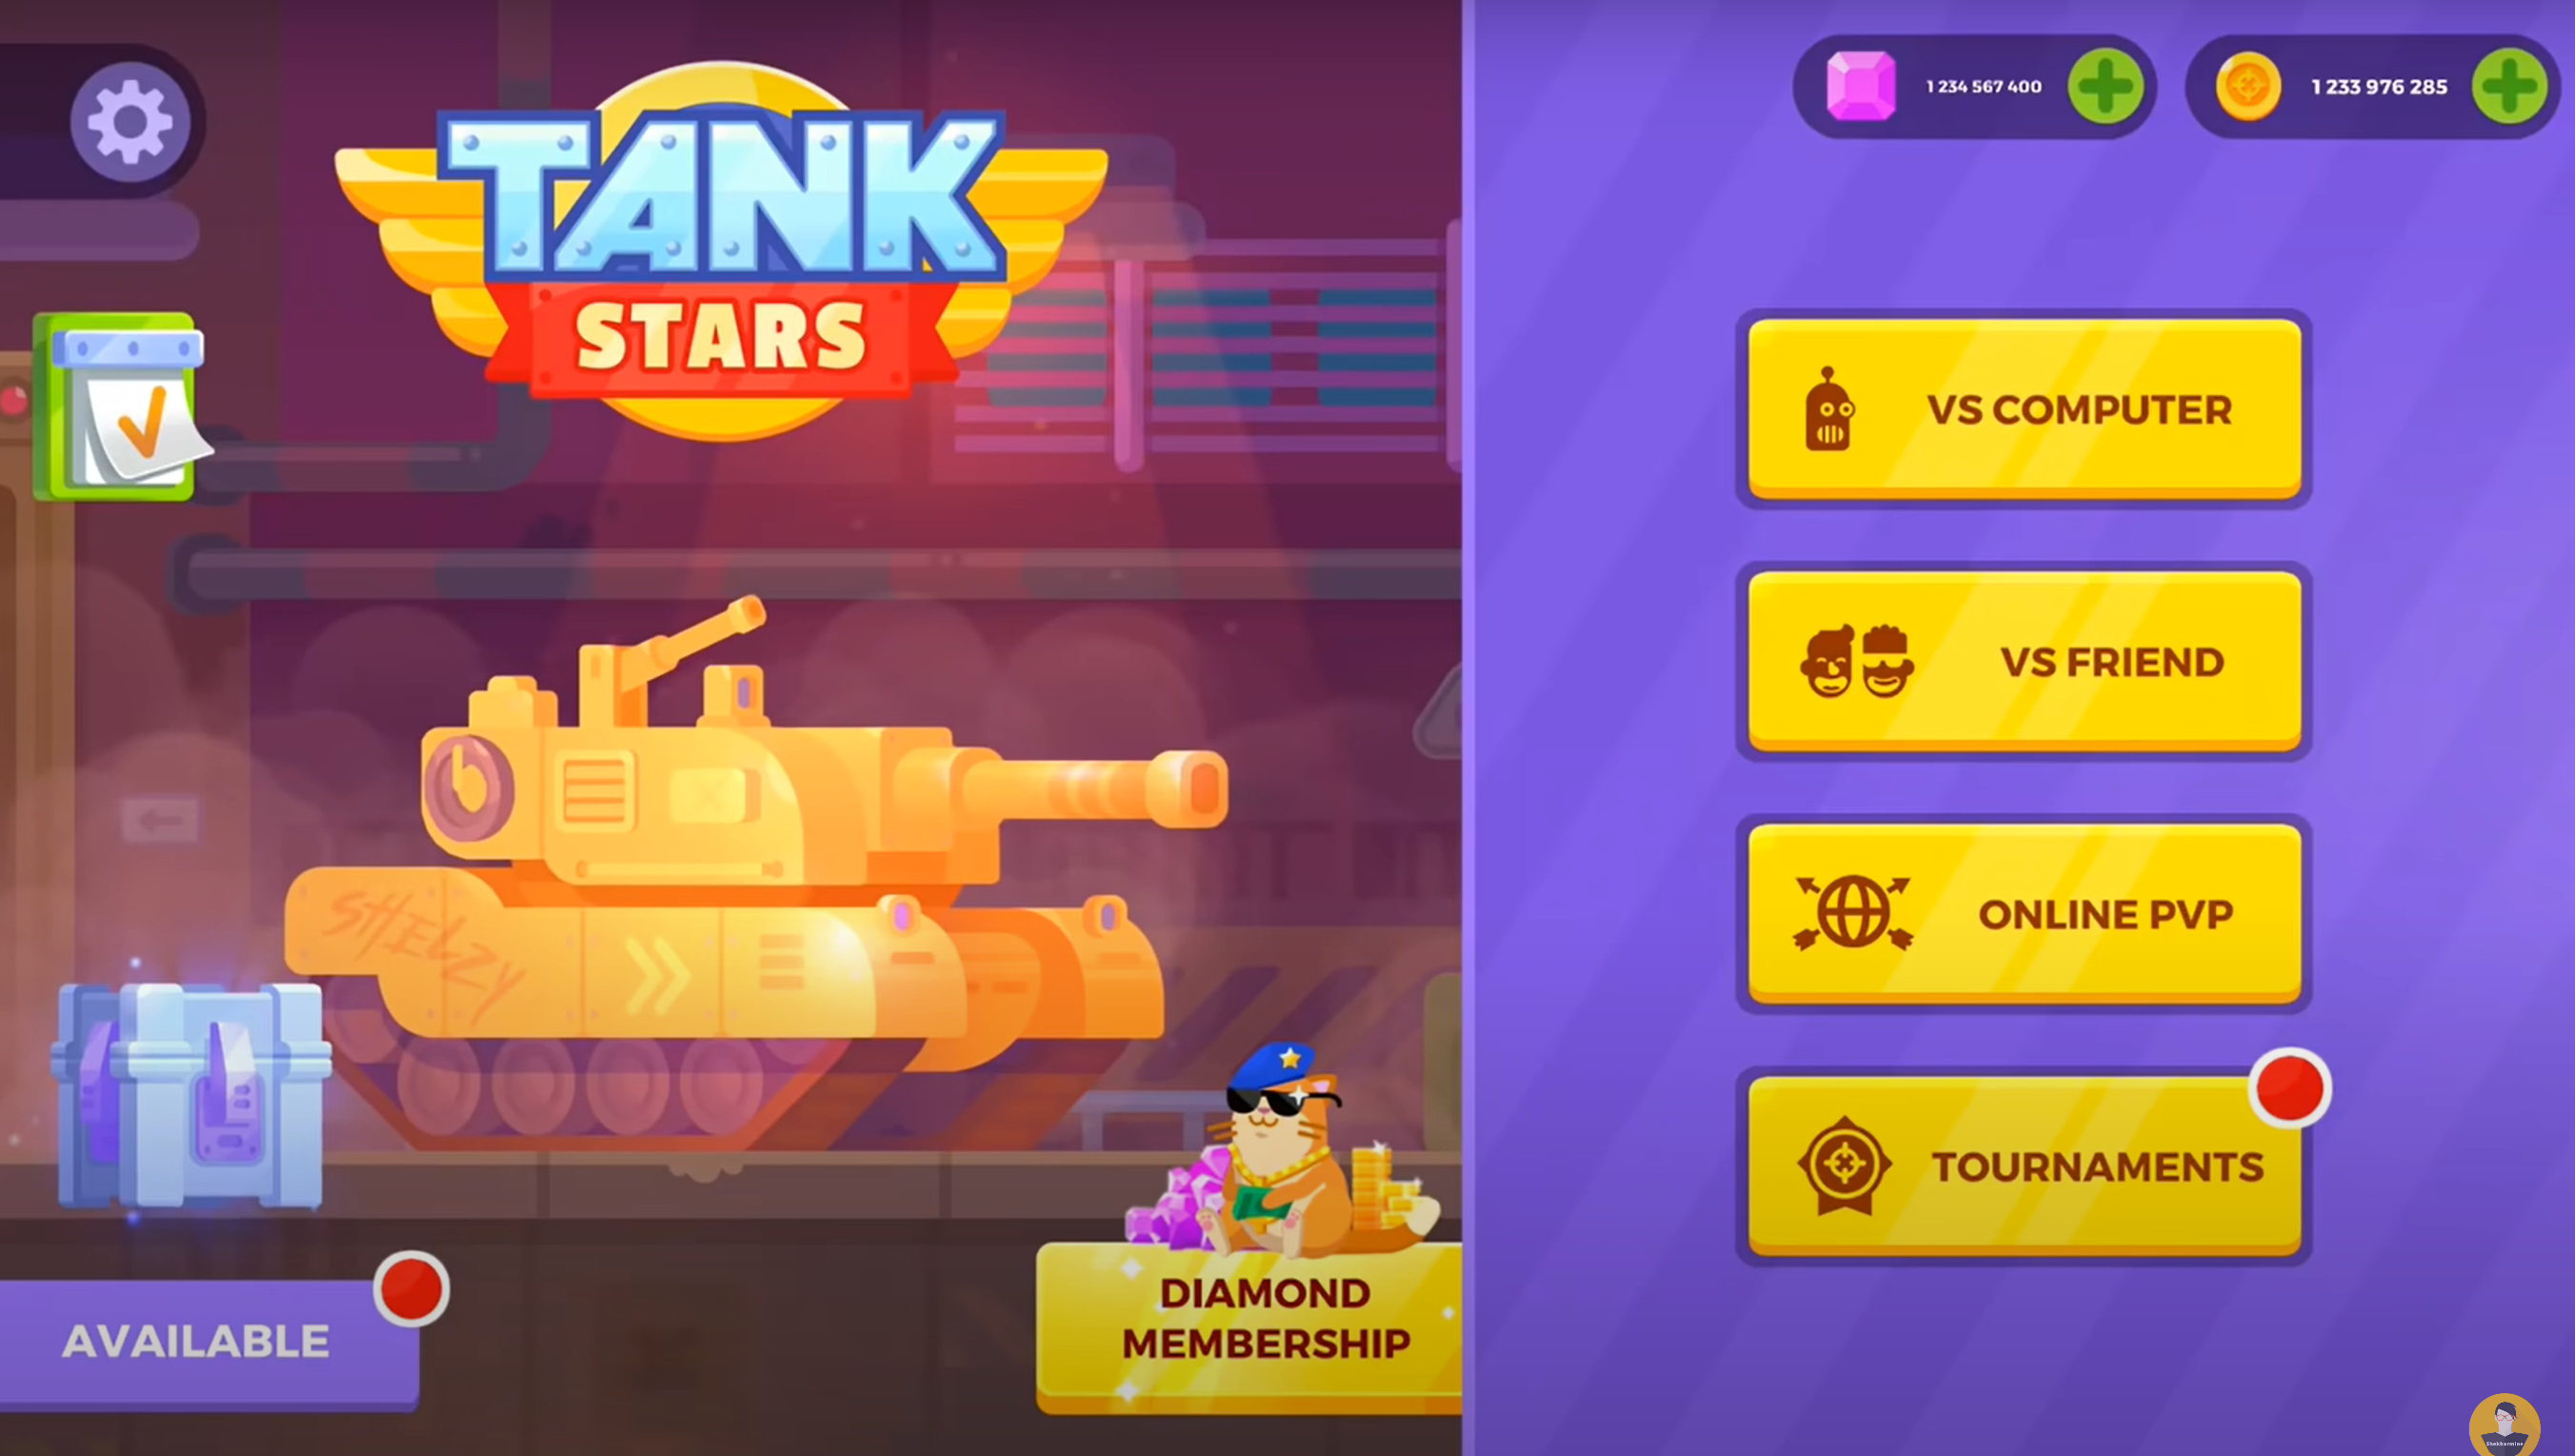 TANK
STARS
1 234 567 400
1 233 976 285
VS COMPUTER
VS FRIEND
ONLINE PVP
TOURNAMENTS
SHELZY
AVAILABLE
DIAMOND
MEMBERSHIP